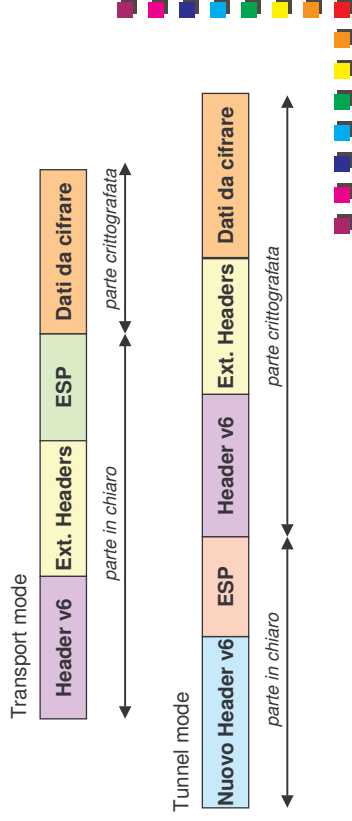 Transport mode
Header v6 Ext. Headers ESP Dati da cifrare
parte in chiaro parte crittografata
Tunnel mode
Nuovo Header v6 ESP Header v6 Ext. Headers Dati da cifrare
parte in chiaro parte crittografata